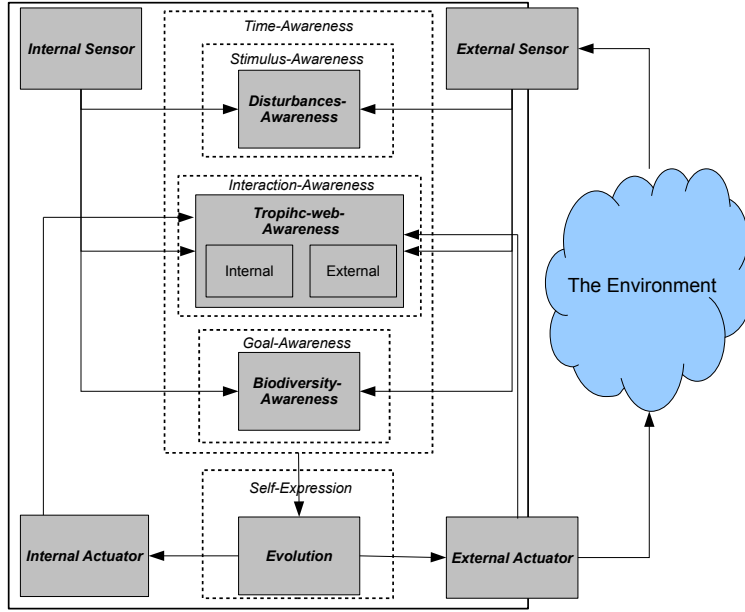 Time-Awareness
Internal Sensor
External Sensor
Stimulus-Awareness
Disturbances-
Awareness
Interaction-Awareness
Tropihc-web-
Awareness
Internal
External
The Environment
Goal-Awareness
Biodiversity-
Awareness
Self-Expression
Internal Actuator
Evolution
External Actuator